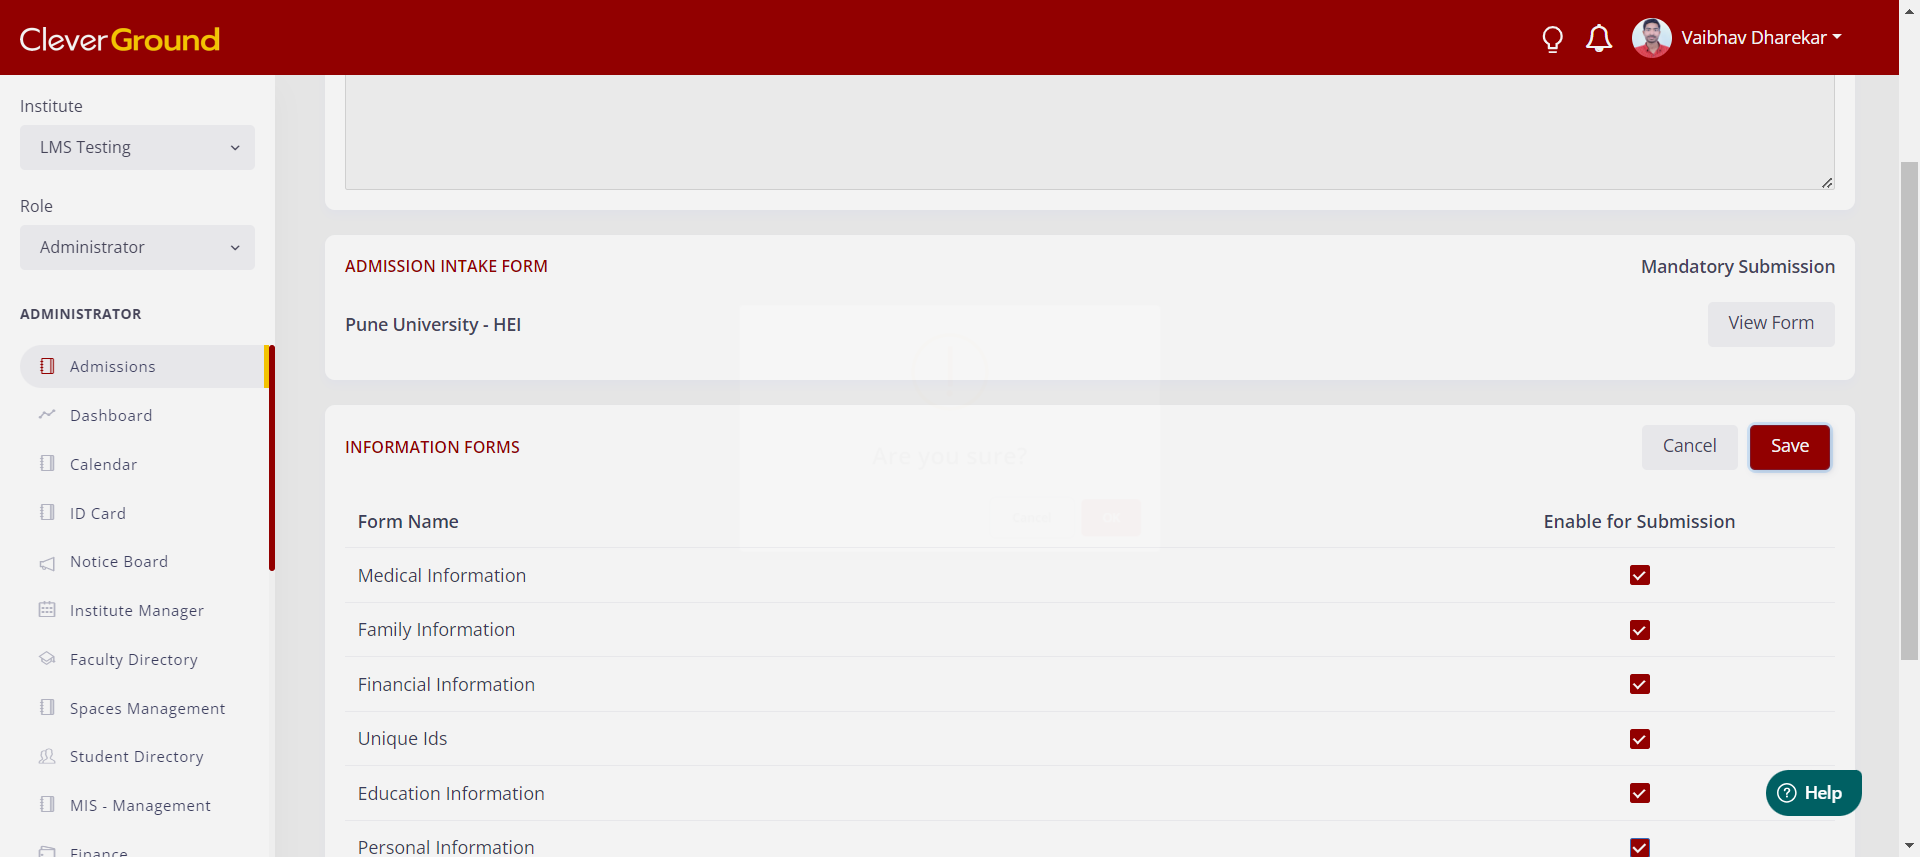 CleverGround
Vaibhav Dharekar
Institute
LMS Testing
Role
Administrator
ADMINISTRATOR
Admissions
Dashboard
Calendar
ID Card
Notice Board
Institute Manager
Faculty Directory
Spaces Management
Student Directory
MIS - Management
Finance
ADMISSION INTAKE FORM
Mandatory Submission
Pune University - HEI
View Form
INFORMATION FORMS
Cancel
Save
Are you sure?
Form Name
Enable for Submission
Medical Information
Family Information
Financial Information
Unique Ids
Education Information
Personal Information
Help